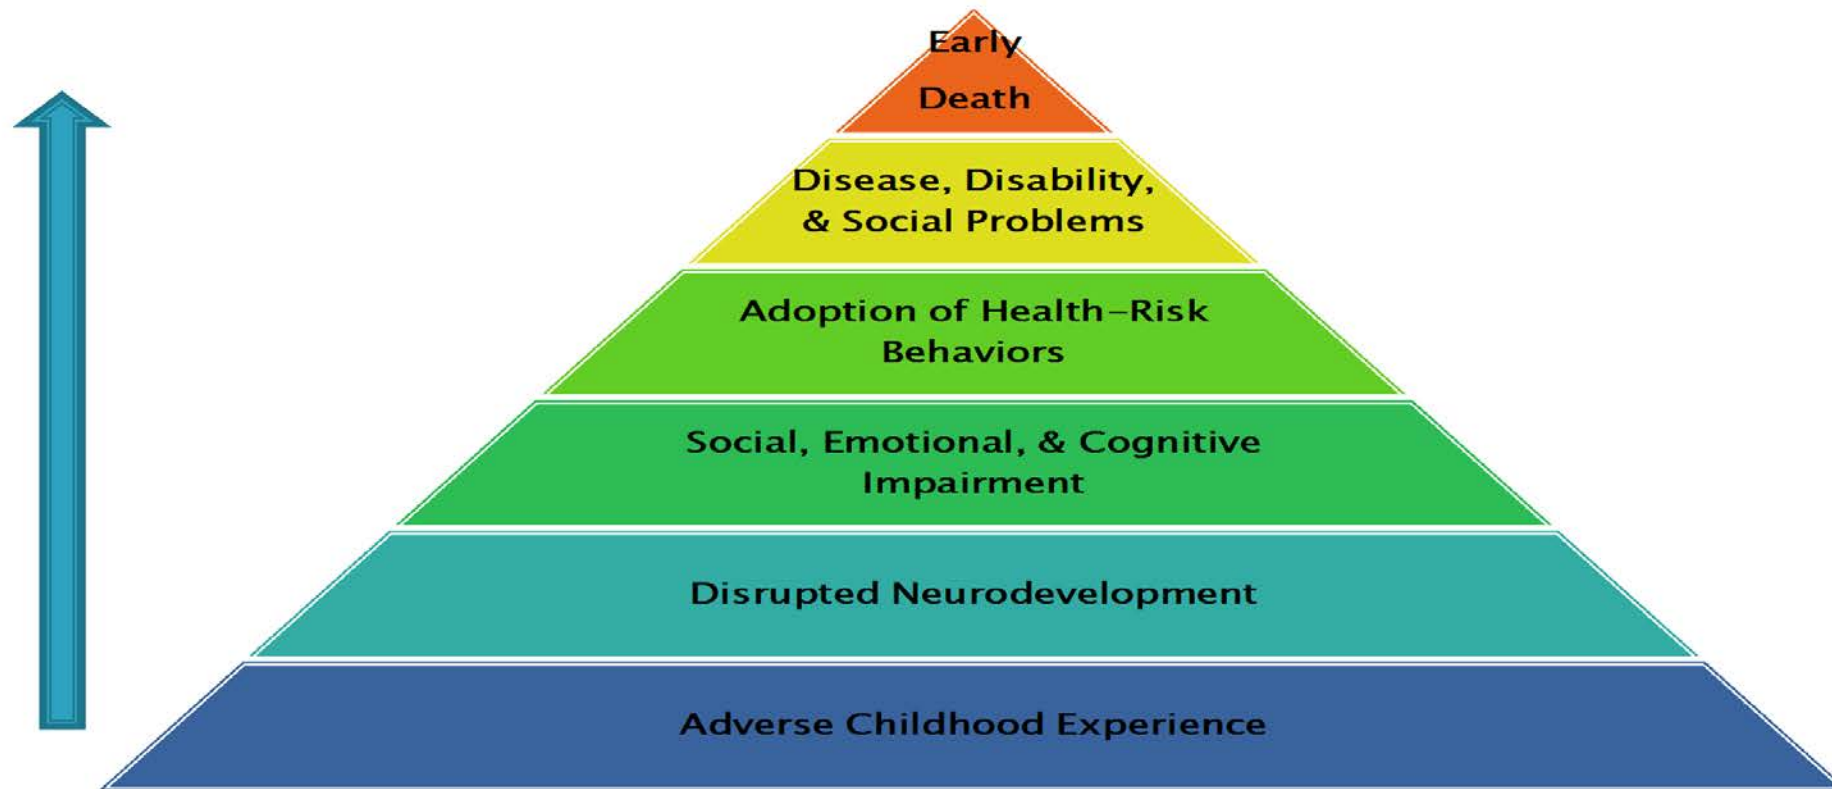 Early
Death
Disease, Disability,
& Social Problems
Adoption of Health–Risk
Behaviors
Social, Emotional, & Cognitive
Impairment
Disrupted Neurodevelopment
Adverse Childhood Experience